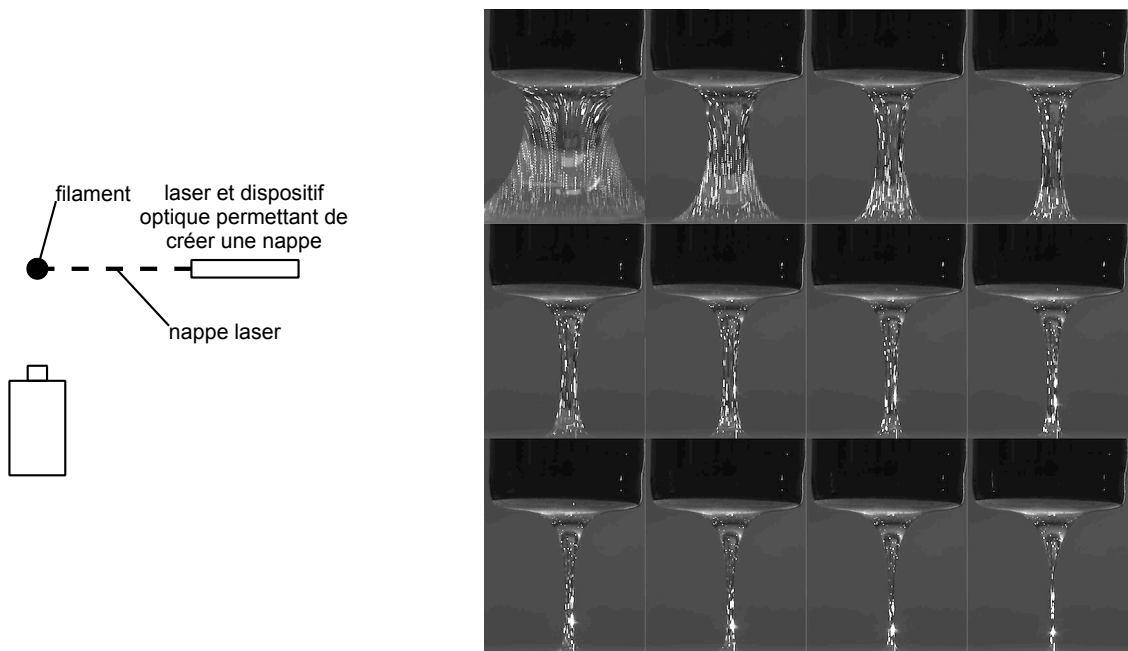 filament
laser et dispositif
optique permettant de
créer une nappe
nappe laser